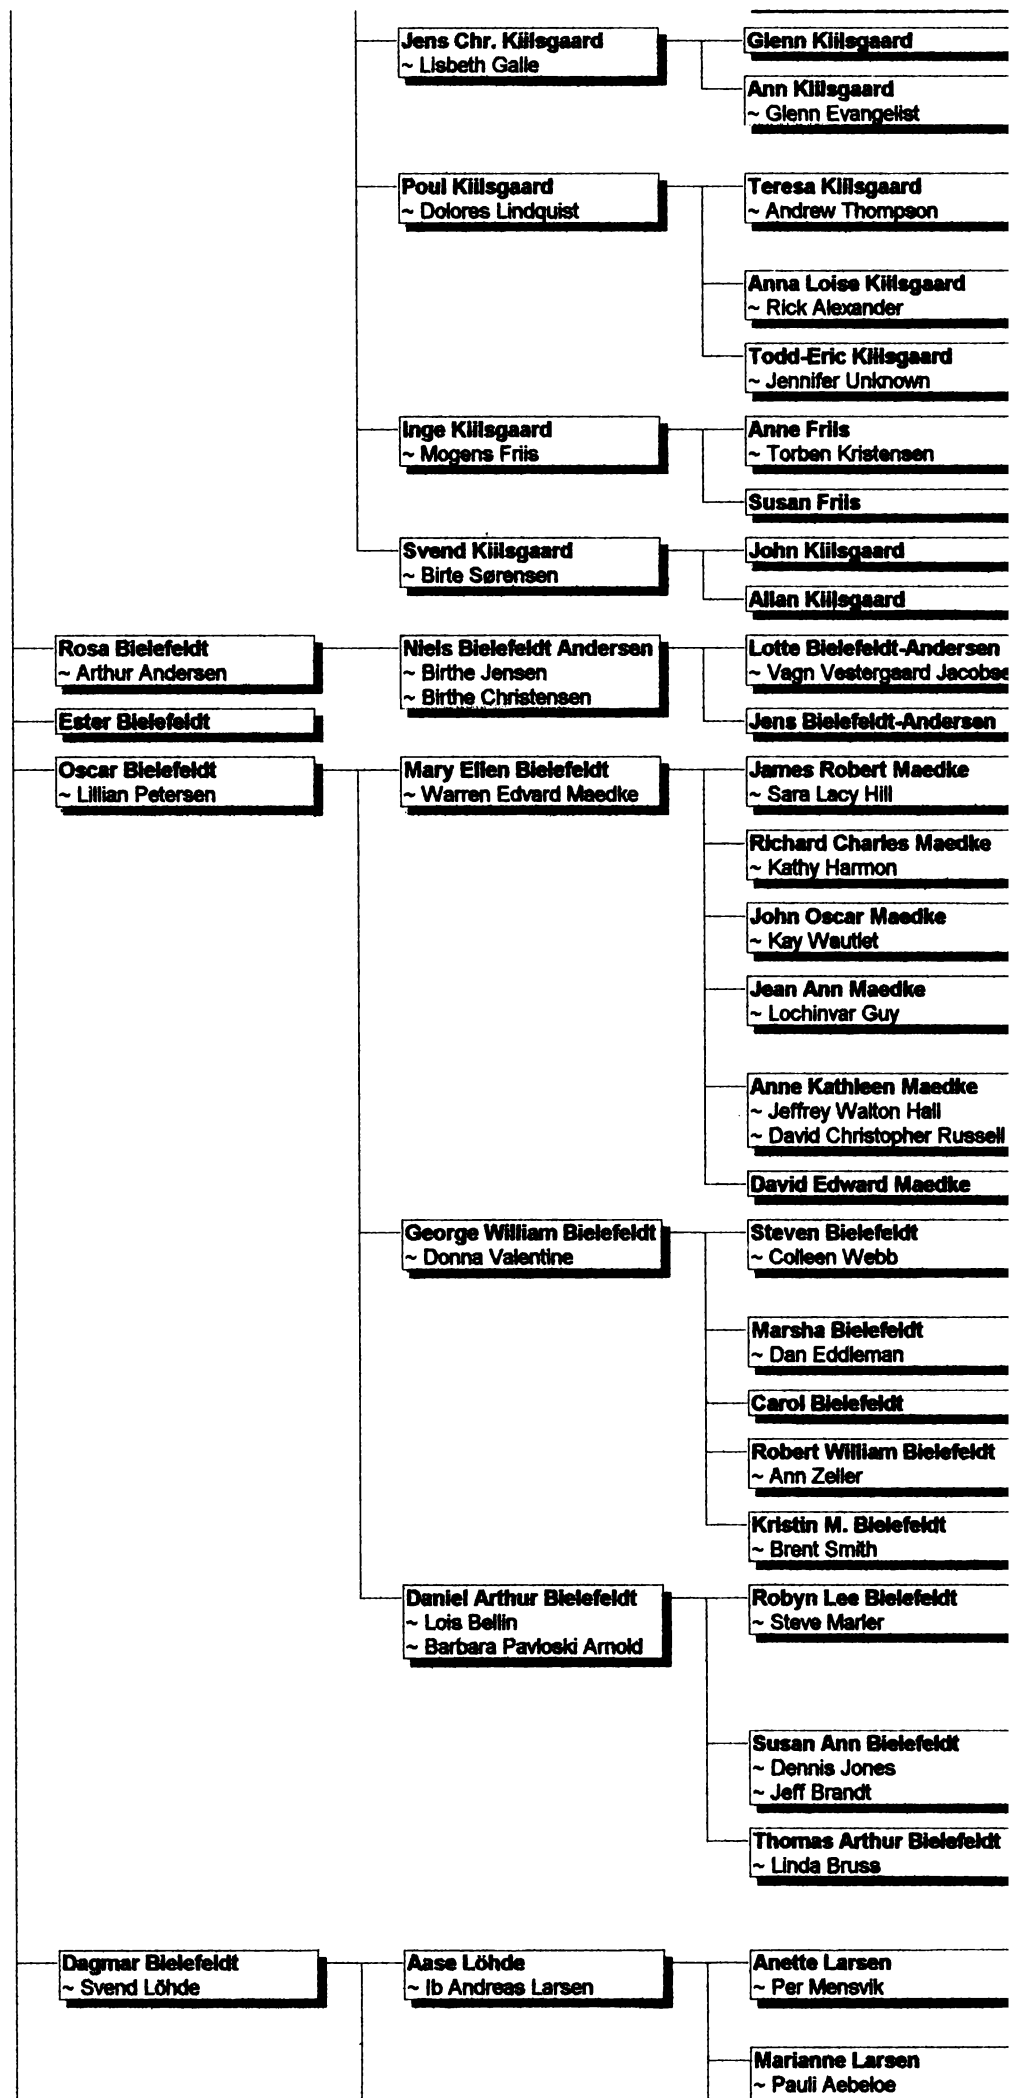 Jens Chr. Kiilsgaard
~ Lisbeth Galle
Glenn Kiilsgaard
Ann Kiilsgaard
~ Glenn Evangelist
Poul Kiilsgaard
~ Dolores Lindquist
Teresa Kiilsgaard
~ Andrew Thompson
Anna Loise Kiilsgaard
~ Rick Alexander
Todd-Eric Kiilsgaard
~ Jennifer Unknown
Inge Kiilsgaard
~ Mogens Friis
Anne Friis
~ Torben Kristensen
Susan Friis
Svend Kiilsgaard
~ Birte Sørensen
John Kiilsgaard
Allan Kiilsgaard
Rosa Bielefeldt
~ Arthur Andersen
Niels Bielefeldt Andersen
~ Birthe Jensen
~ Birthe Christensen
Lotte Bielefeldt-Andersen
~ Vagn Vestergaard Jacobse
Jens Bielefeldt-Andersen
Ester Bielefeldt
Oscar Bielefeldt
~ Lillian Petersen
Mary Ellen Bielefeldt
~ Warren Edvard Maedke
James Robert Maedke
~ Sara Lacy Hill
Richard Charles Maedke
~ Kathy Harmon
John Oscar Maedke
~ Kay Wautlet
Jean Ann Maedke
~ Lochinvar Guy
Anne Kathleen Maedke
~ Jeffrey Walton Hall
~ David Christopher Russell
David Edward Maedke
George William Bielefeldt
~ Donna Valentine
Steven Bielefeldt
~ Colleen Webb
Marsha Bielefeldt
~ Dan Eddleman
Carol Bielefeldt
Robert William Bielefeldt
~ Ann Zeller
Kristin M. Bielefeldt
~ Brent Smith
Daniel Arthur Bielefeldt
~ Lois Bellin
~ Barbara Pavloski Arnold
Robyn Lee Bielefeldt
~ Steve Marler
Susan Ann Bielefeldt
~ Dennis Jones
~ Jeff Brandt
Thomas Arthur Bielefeldt
~ Linda Bruss
Dagmar Bielefeldt
~ Svend Löhde
Aase Löhde
~ Ib Andreas Larsen
Anette Larsen
~ Per Mensvik
Marianne Larsen
~ Pauli Aebeloe